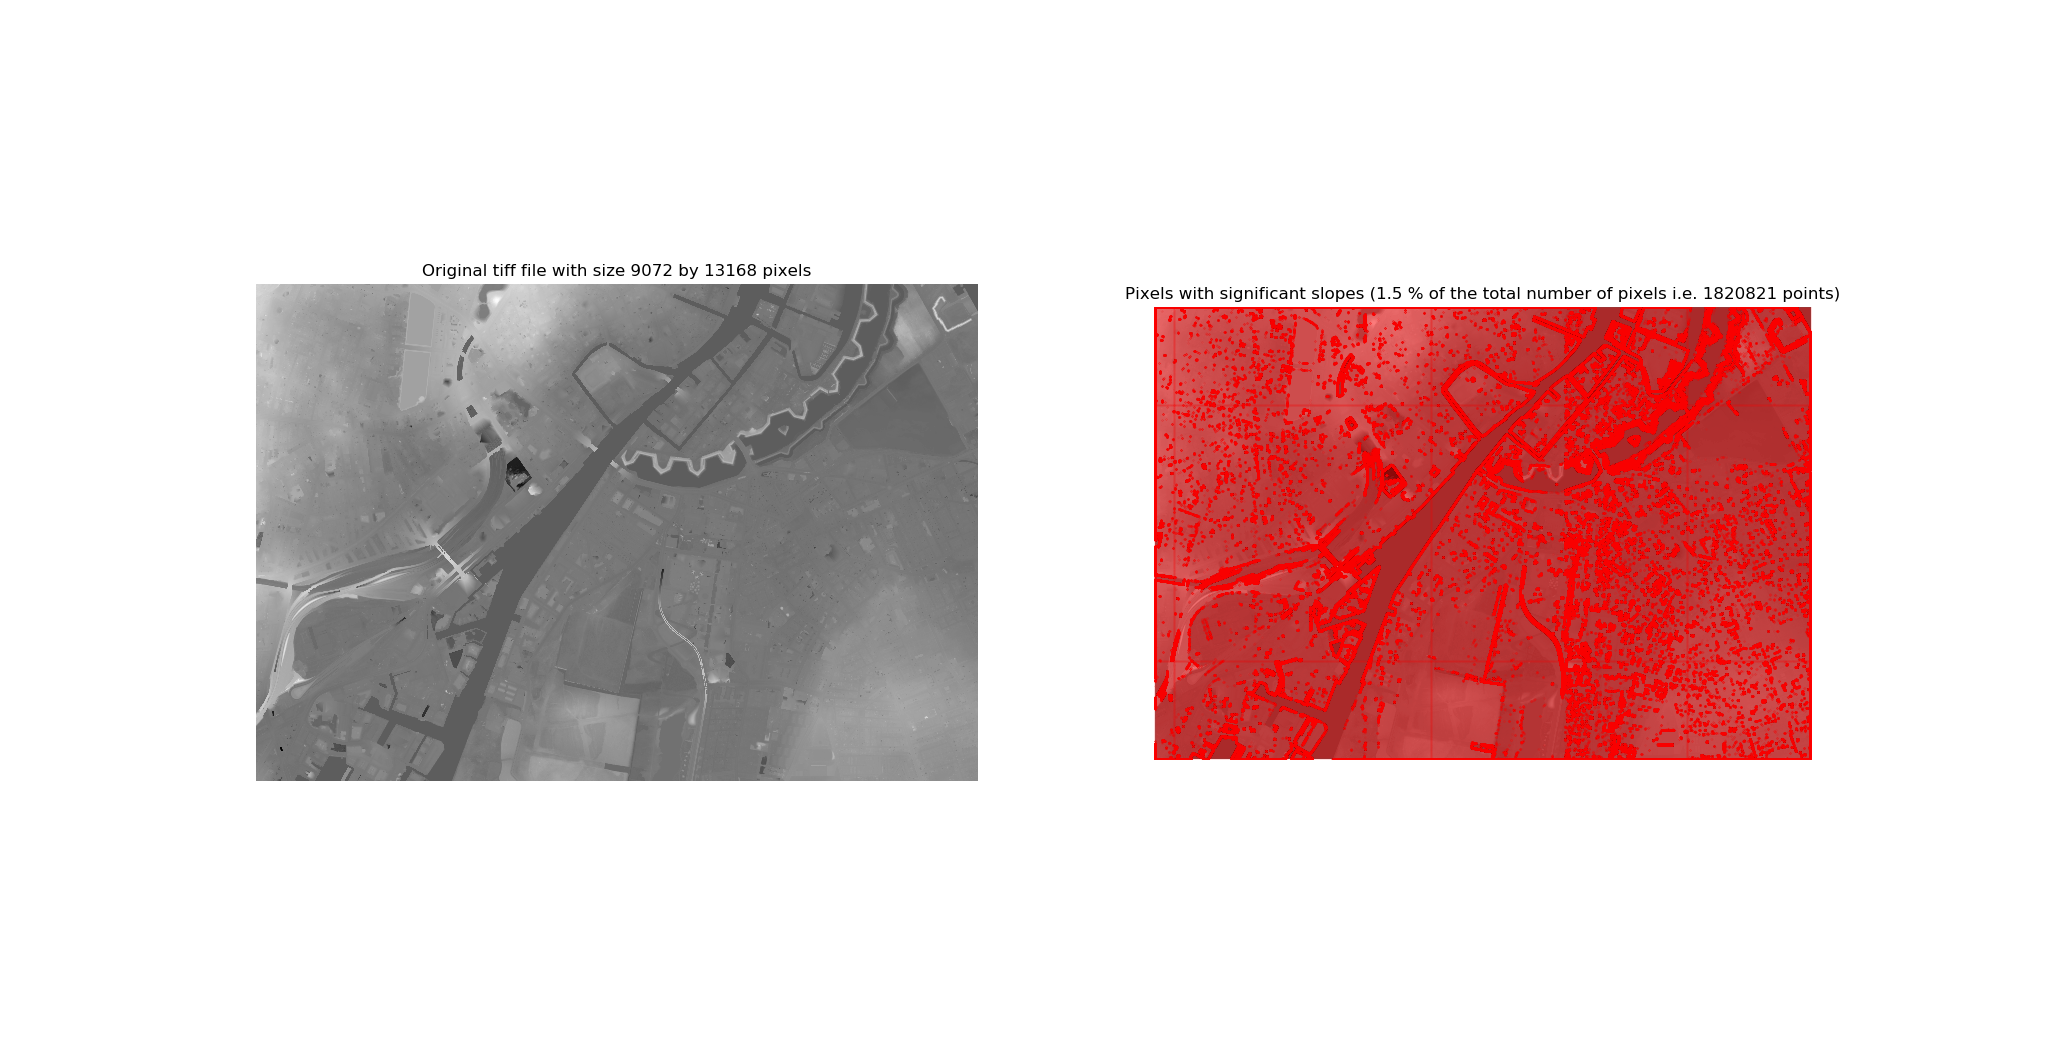 Original tiff file with size 9072 by 13168 pixels
Pixels with significant slopes (1.5 % of the total number of pixels i.e. 1820821 points)